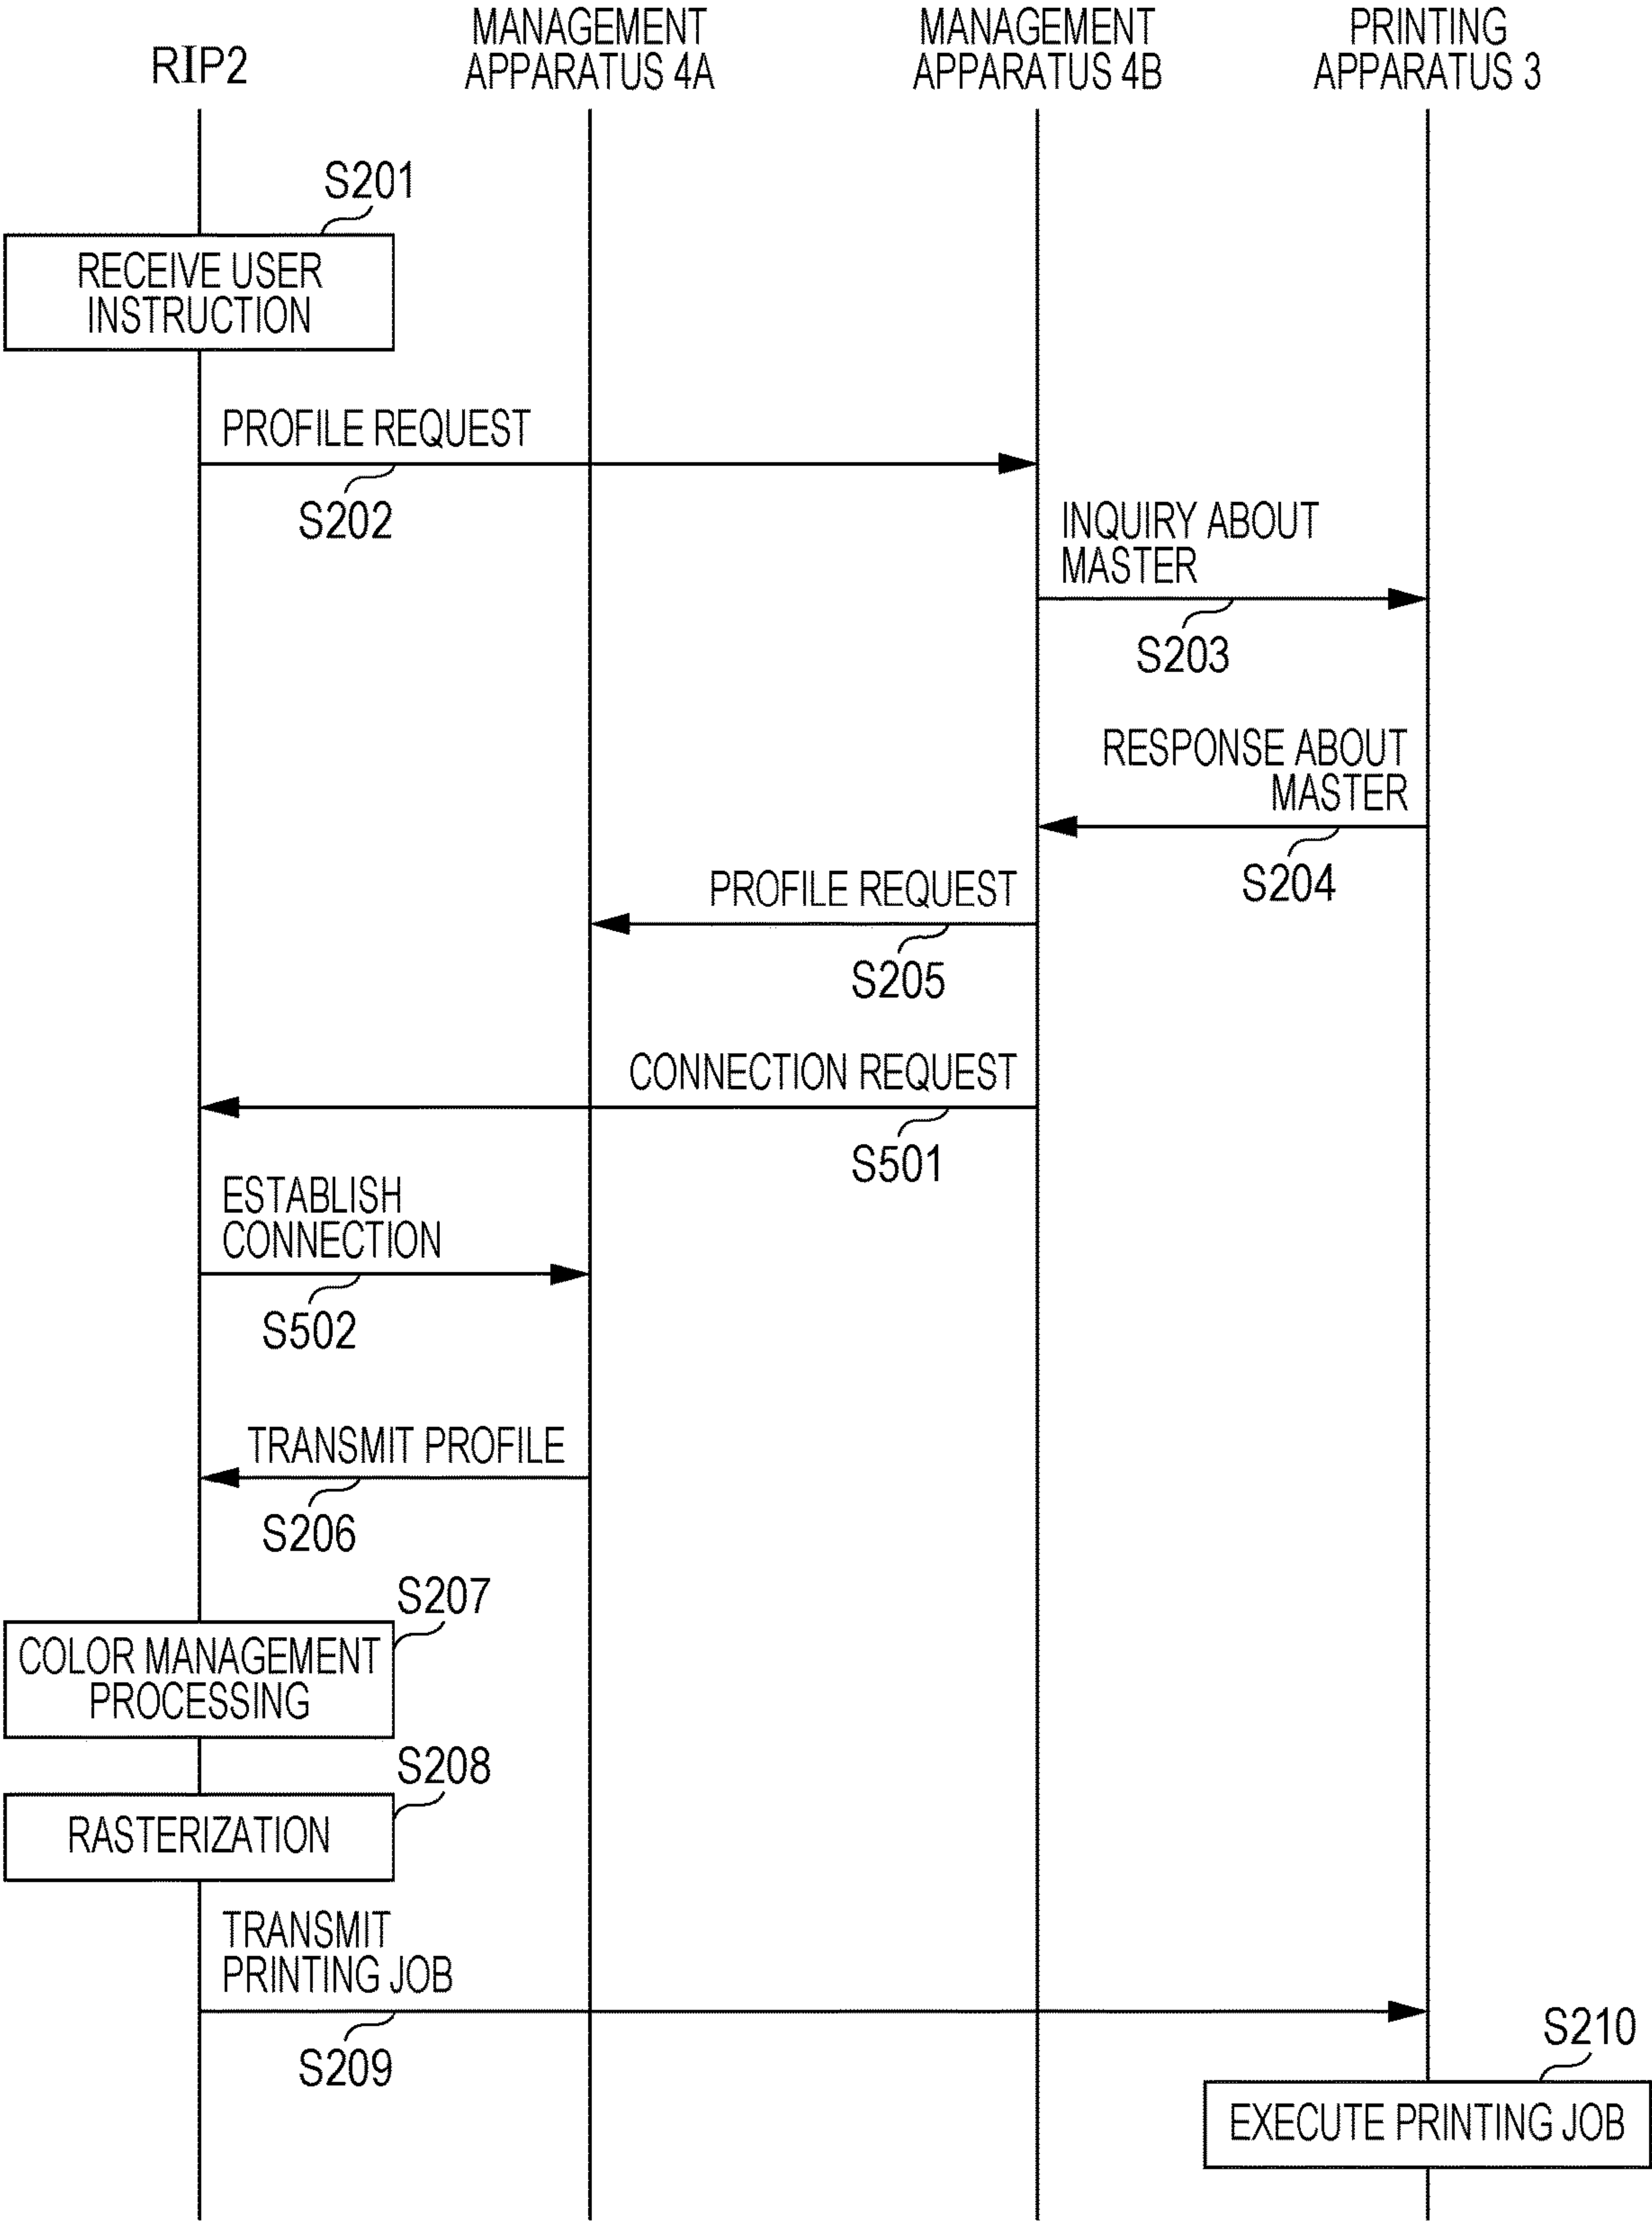 RIP2
MANAGEMENT
APPARATUS 4A
MANAGEMENT
APPARATUS 4B
PRINTING
APPARATUS 3
S201
RECEIVE USER
INSTRUCTION
PROFILE REQUEST
S202
INQUIRY ABOUT
MASTER
S203
RESPONSE ABOUT
MASTER
S204
PROFILE REQUEST
S205
CONNECTION REQUEST
S501
ESTABLISH
CONNECTION
S502
TRANSMIT PROFILE
S206
S207
COLOR MANAGEMENT
PROCESSING
S208
RASTERIZATION
TRANSMIT
PRINTING JOB
S209
S210
EXECUTE PRINTING JOB